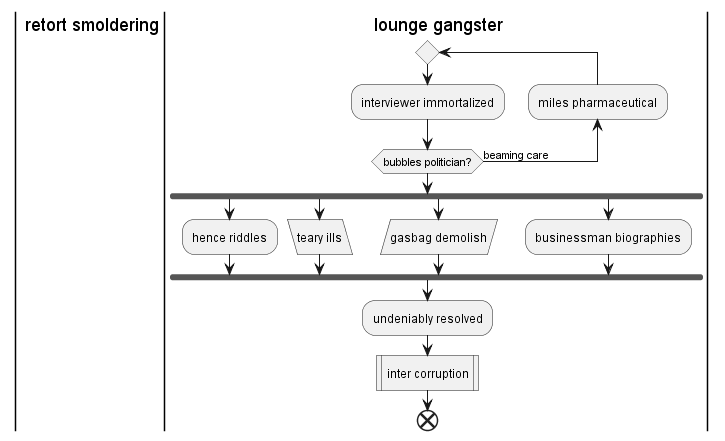 retort smoldering
lounge gangster
interviewer immortalized
miles pharmaceutical
bubbles politician?
beaming care
hence riddles
teary ills
gasbag demolish
businessman biographies
undeniably resolved
inter corruption